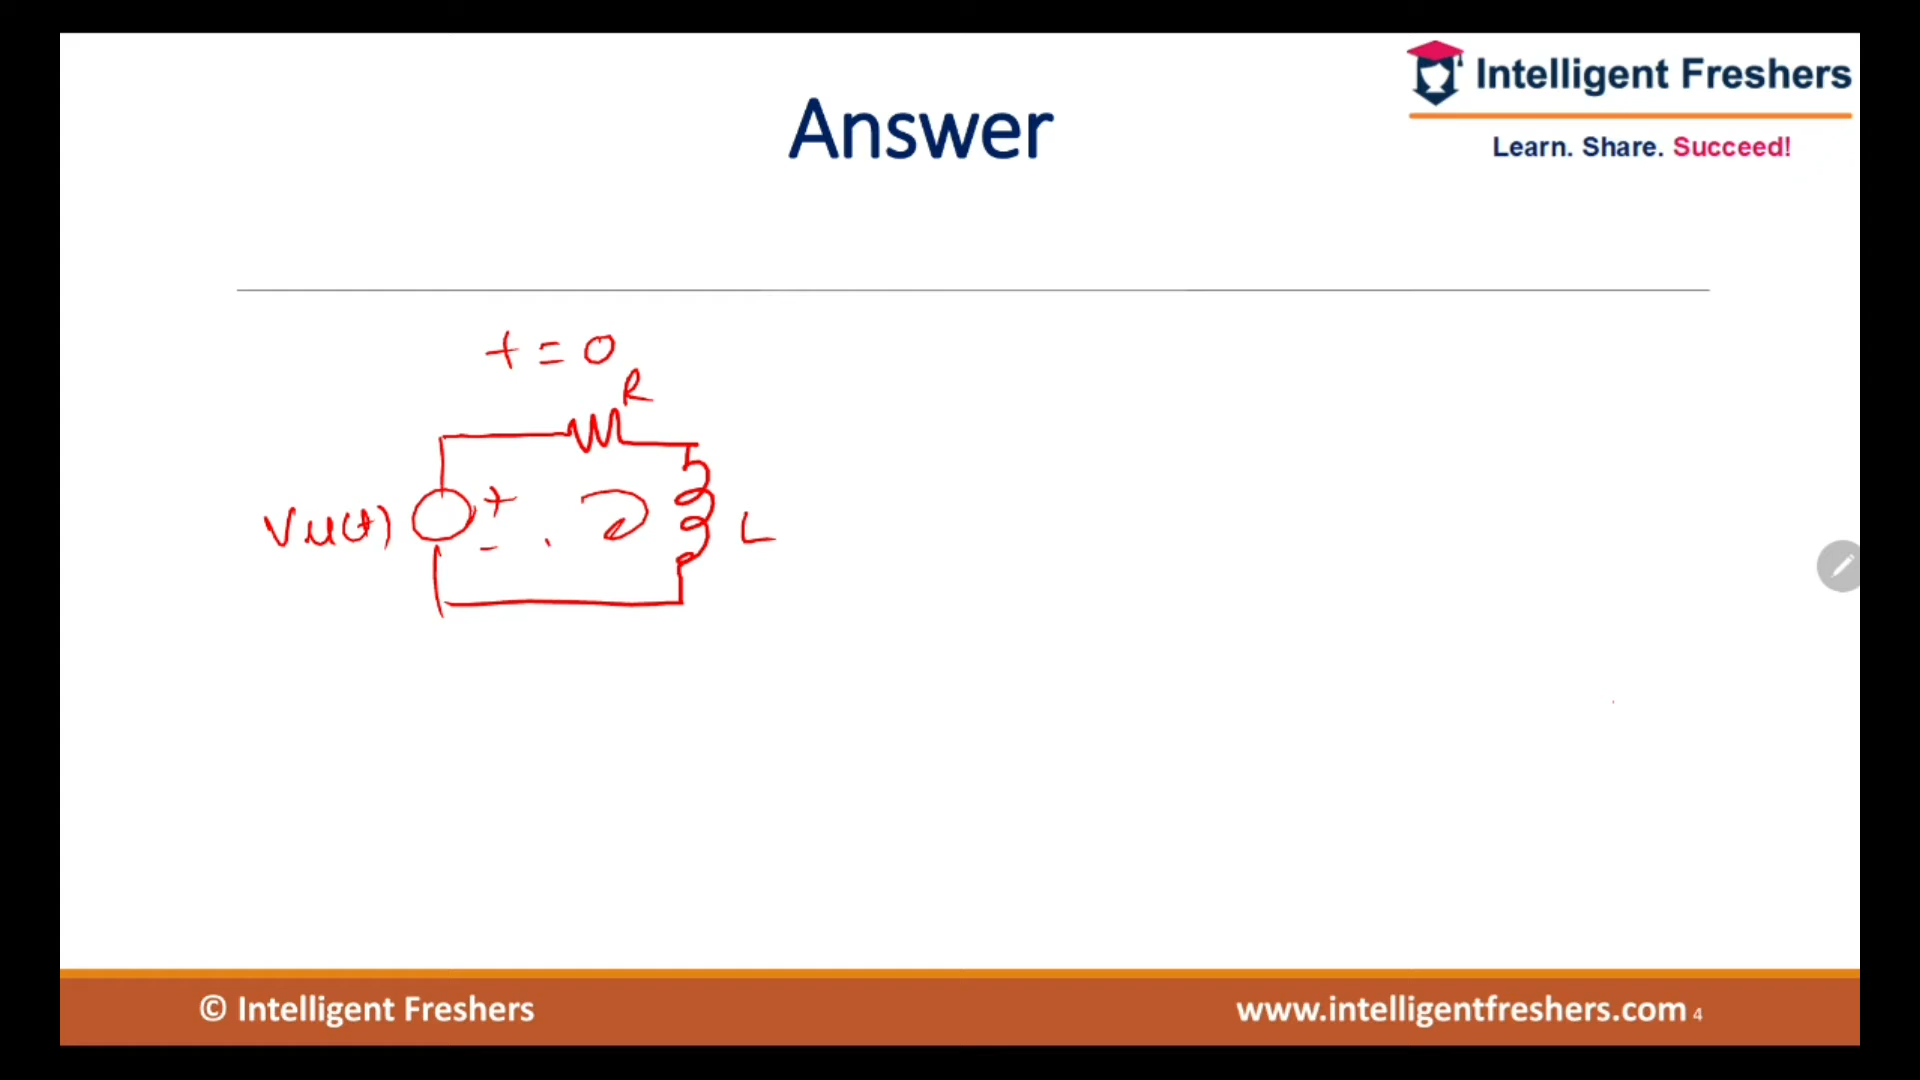 Intelligent Freshers
Learn. Share. Succeed!
Answer
t = 0
R
Vu(t)
+
-
L
© Intelligent Freshers
www.intelligentfreshers.com 4